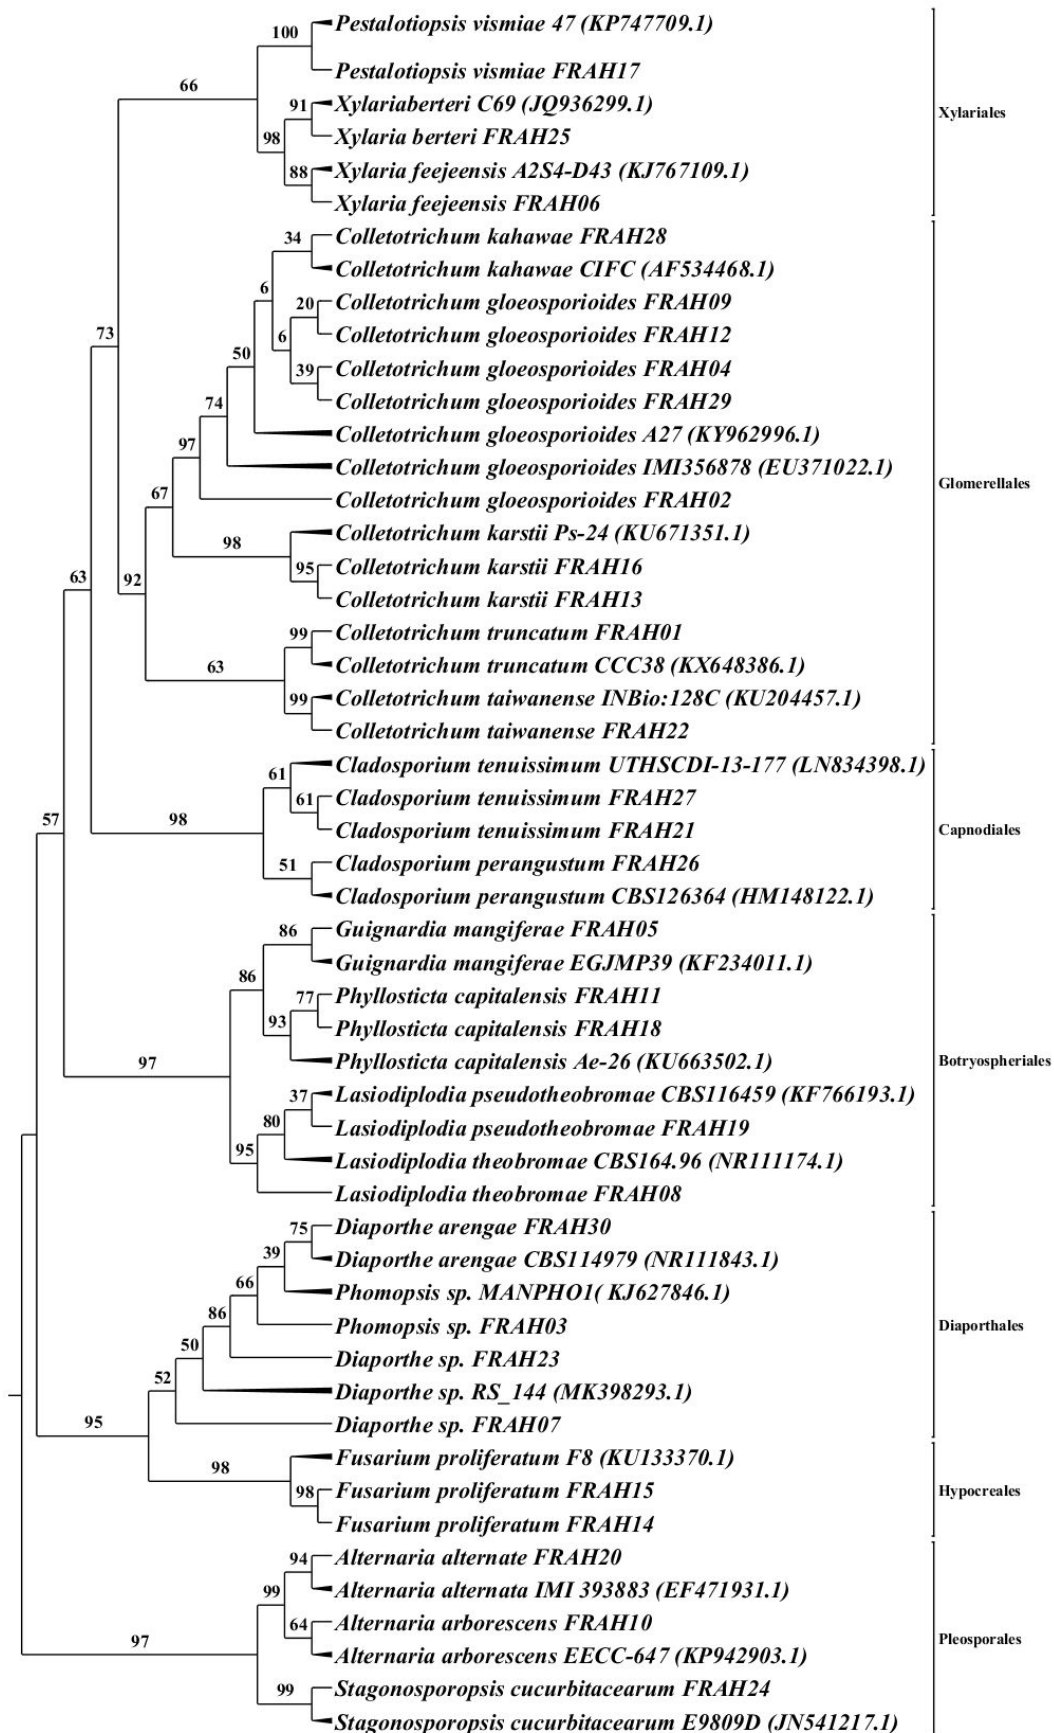 100
Pestalotiopsis vismiae 47 (KP747709.1)
Pestalotiopsis vismiae FRAH17
66
91
Xylariaberteri C69 (JQ936299.1)
Xylariales
98
Xylaria berteri FRAH25
88
Xylaria feejeensis A2S4-D43 (KJ767109.1)
Xylaria feejeensis FRAH06
34
Colletotrichum kahawae FRAH28
Colletotrichum kahawae CIFC (AF534468.1)
6
20
Colletotrichum gloeosporioides FRAH09
73
6
Colletotrichum gloeosporioides FRAH12
50
39
Colletotrichum gloeosporioides FRAH04
74
Colletotrichum gloeosporioides FRAH29
97
Colletotrichum gloeosporioides A27 (KY962996.1)
Colletotrichum gloeosporioides IMI356878 (EU371022.1)
Glomerellales
67
Colletotrichum gloeosporioides FRAH02
98
Colletotrichum karstii Ps-24 (KU671351.1)
63
92
95
Colletotrichum karstii FRAH16
Colletotrichum karstii FRAH13
99
Colletotrichum truncatum FRAH01
63
Colletotrichum truncatum CCC38 (KX648386.1)
99
Colletotrichum taiwanense INBio:128C (KU204457.1)
Colletotrichum taiwanense FRAH22
61
Cladosporium tenuissimum UTHSCDI-13-177 (LN834398.1)
61
Cladosporium tenuissimum FRAH27
57
98
Cladosporium tenuissimum FRAH21
Capnodiales
51
Cladosporium perangustum FRAH26
Cladosporium perangustum CBS126364 (HM148122.1)
86
Guignardia mangiferae FRAH05
Guignardia mangiferae EGJMP39 (KF234011.1)
86
77
Phyllosticta capitalensis FRAH11
93
Phyllosticta capitalensis FRAH18
97
Phyllosticta capitalensis Ae-26 (KU663502.1)
Botryospheriales
37
Lasiodiplodia pseudotheobromae CBS116459 (KF766193.1)
80
Lasiodiplodia pseudotheobromae FRAH19
95
Lasiodiplodia theobromae CBS164.96 (NR111174.1)
Lasiodiplodia theobromae FRAH08
75
Diaporthe arengae FRAH30
39
Diaporthe arengae CBS114979 (NR111843.1)
66
Phomopsis sp. MANPHO1( KJ627846.1)
86
Phomopsis sp. FRAH03
Diaporthales
50
Diaporthe sp. FRAH23
52
Diaporthe sp. RS_144 (MK398293.1)
95
Diaporthe sp. FRAH07
98
Fusarium proliferatum F8 (KU133370.1)
98
Fusarium proliferatum FRAH15
Hypocreales
Fusarium proliferatum FRAH14
94
Alternaria alternate FRAH20
99
Alternaria alternata IMI 393883 (EF471931.1)
64
Alternaria arborescens FRAH10
97
Alternaria arborescens EECC-647 (KP942903.1)
Pleosporales
99
Stagonosporopsis cucurbitacearum FRAH24
Stagonosporopsis cucurbitacearum E9809D (JN541217.1)